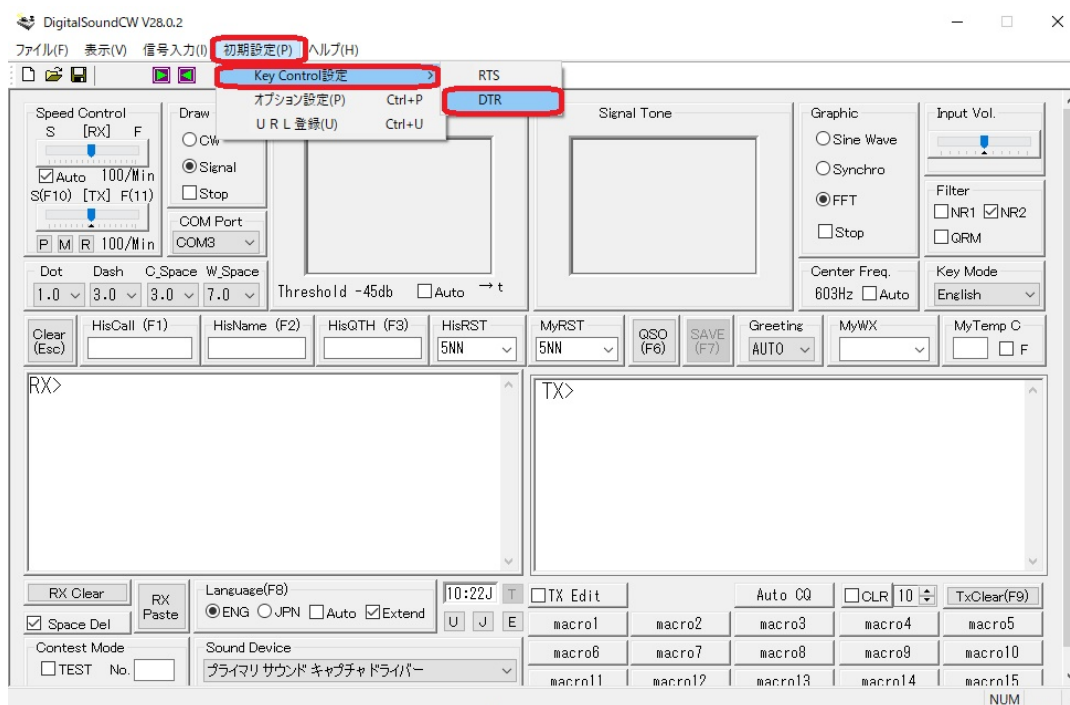 DigitalSoundCW V28.0.2
ファイル(F) 表示(V) 信号入力(I) 初期設定(P) ヘルプ(H)
Key Control設定 > RTS
オプション設定(P) Ctrl+P DTR
URL登録(U) Ctrl+U
Speed Control
S [RX] F
Auto 100/Min
S(F10) [TX] F(11)
P M R 100/Min
Draw
CW
Signal
Stop
COM Port
COM3
Dot Dash C_Space W_Space
1.0 3.0 3.0 7.0
Threshold -45db Auto →t
Signal Tone
Graphic
Sine Wave
Synchro
FFT
Stop
Center Freq.
603Hz Auto
Input Vol.
Filter
NR1 NR2
QRM
Key Mode
English
Clear
(Esc)
HisCall (F1) HisName (F2) HisQTH (F3) HisRST
5NN
MyRST
5NN
QSO
(F6)
SAVE
(F7)
Greeting
AUTO
MyWX
MyTemp C
F
RX>
TX>
RX Clear
RX
Paste
Space Del
Language(F8)
ENG JPN Auto Extend
10:22J T
U J E
Contest Mode
TEST No.
Sound Device
プライマリ サウンド キャプチャ ドライバー
TX Edit Auto CQ CLR 10 TxClear(F9)
macro1 macro2 macro3 macro4 macro5
macro6 macro7 macro8 macro9 macro10
macro11 macro12 macro13 macro14 macro15
NUM